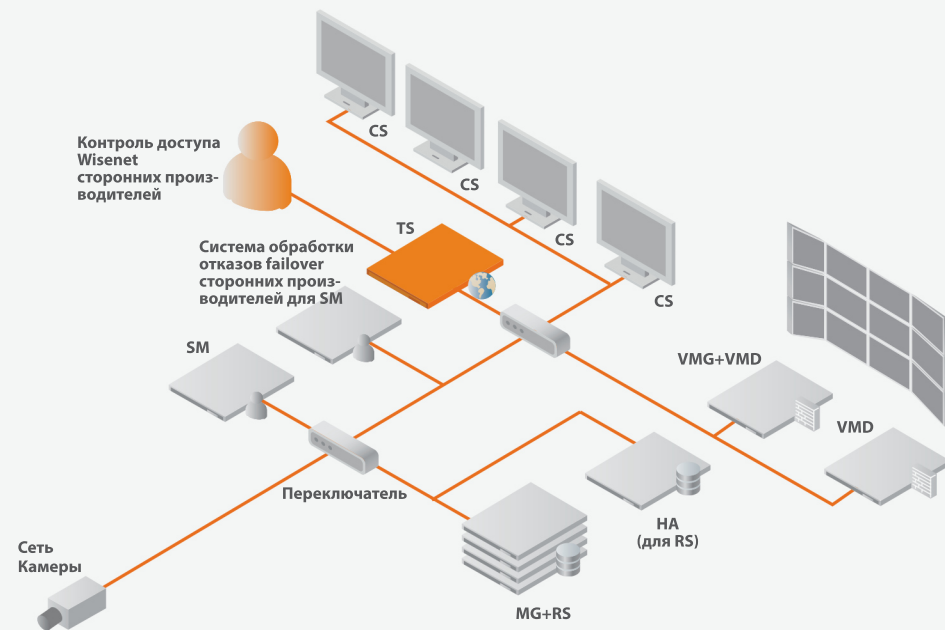 CS
CS
CS
CS
Контроль доступа
Wisenet
сторонних произ-
водителей
TS
Система обработки
отказов failover
сторонних произ-
водителей для SM
SM
VMG+VMD
VMD
Переключатель
HA
(для RS)
MG+RS
Сеть
Камеры